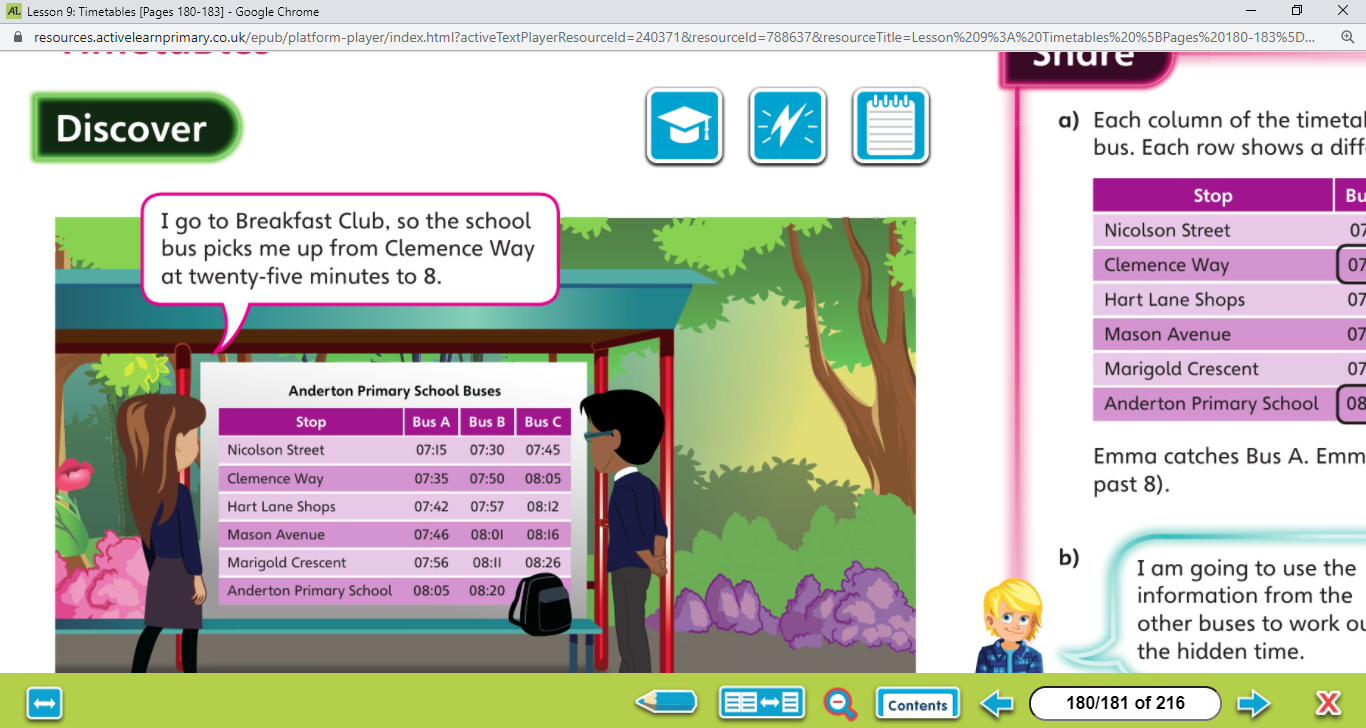 Lesson 9: Timetables [Pages 180-183] - Google Chrome
resources.activelearnprimary.co.uk/epub/platform-player/index.html?activeTextPlayerResourceId=240371&resourceId=788637&resourceTitle=Lesson%209%3A%20Timetables%20%5BPages%20180-183%5D...
Discover
I go to Breakfast Club, so the school
bus picks me up from Clemence Way
at twenty-five minutes to 8.
Anderton Primary School Buses
Stop Bus A Bus B Bus C
Nicolson Street 07:15 07:30 07:45
Clemence Way 07:35 07:50 08:05
Hart Lane Shops 07:42 07:57 08:12
Mason Avenue 07:46 08:01 08:16
Marigold Crescent 07:56 08:11 08:26
Anderton Primary School 08:05 08:20
Share
a) Each column of the timetal
bus. Each row shows a diff
Stop Bu
Nicolson Street 07
Clemence Way 07
Hart Lane Shops 07
Mason Avenue 07
Marigold Crescent 07
Anderton Primary School 08
Emma catches Bus A. Emm
past 8).
b) I am going to use the
information from the
other buses to work ou
the hidden time.
Contents
180/181 of 216